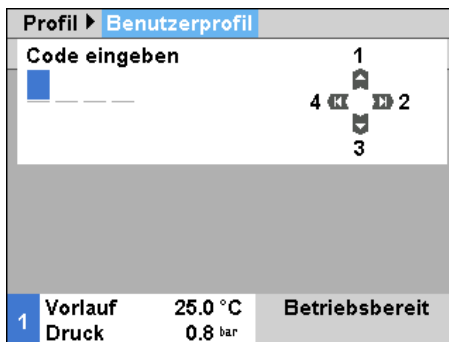 Profil ▶ Benutzerprofil
Code eingeben
1
4 2
3
1
Vorlauf 25.0 °C
Druck 0.8 bar
Betriebsbereit